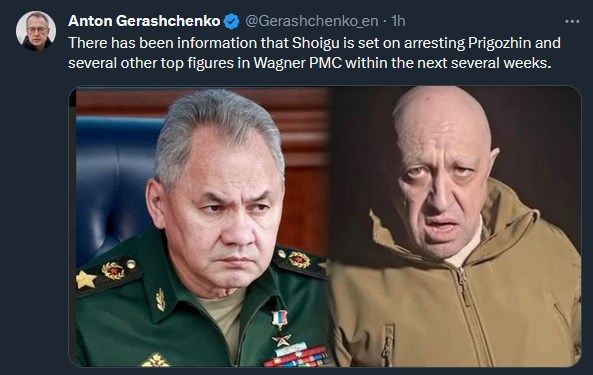 Anton Gerashchenko @Gerashchenko_en · 1h
There has been information that Shoigu is set on arresting Prigozhin and
several other top figures in Wagner PMC within the next several weeks.